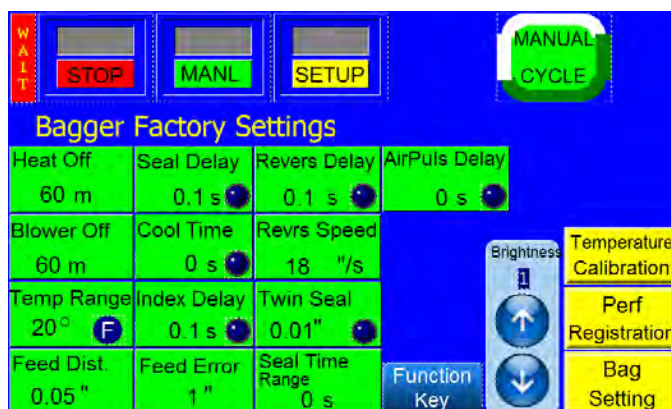 WAIT
STOP
MANL
SETUP
MANUAL
CYCLE
Bagger Factory Settings
Heat Off
60 m
Seal Delay
0.1 s
Revers Delay
0.1 s
AirPuls Delay
0 s
Blower Off
60 m
Cool Time
0 s
Revrs Speed
18 "/s
Temp Range
20° F
Index Delay
0.1 s
Twin Seal
0.01"
Feed Dist.
0.05 "
Feed Error
1 "
Seal Time
Range
0 s
Function
Key
Brightness
1
Temperature
Calibration
Perf
Registration
Bag
Setting